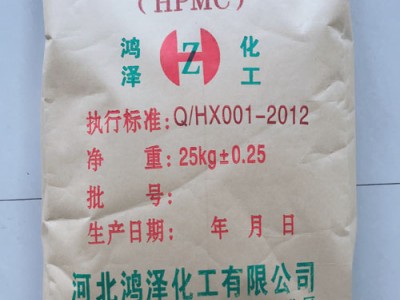 (HPMC)
鸿泽 HZ 化工
执行标准: Q/HX001-2012
净 重: 25kg±0.25
批 号:
生产日期: 年 月 日
河北鸿泽化工有限公司